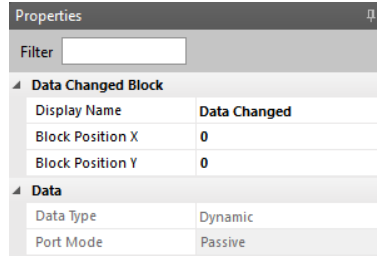 Properties
Filter
Data Changed Block
Display Name Data Changed
Block Position X 0
Block Position Y 0
Data
Data Type Dynamic
Port Mode Passive